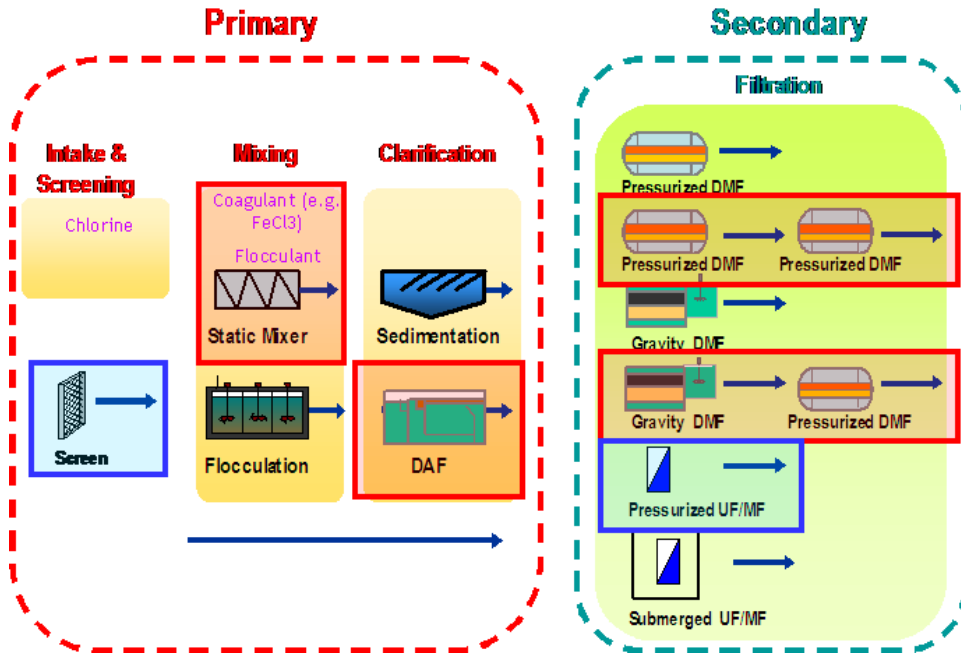 Primary
Secondary
Intake &
Screening
Chlorine
Screen
Mixing
Coagulant (e.g.
FeCl3)
Flocculant
Static Mixer
Flocculation
Clarification
Sedimentation
DAF
Filtration
Pressurized DMF
Pressurized DMF
Pressurized DMF
Gravity DMF
Gravity DMF
Pressurized DMF
Pressurized UF/MF
Submerged UF/MF